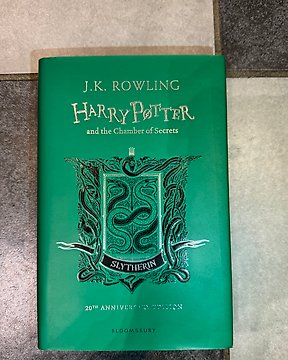 J.K. ROWLING
HARRY POTTER
and the Chamber of Secrets
SLYTHERIN
20TH ANNIVERSARY EDITION
BLOOMSBURY